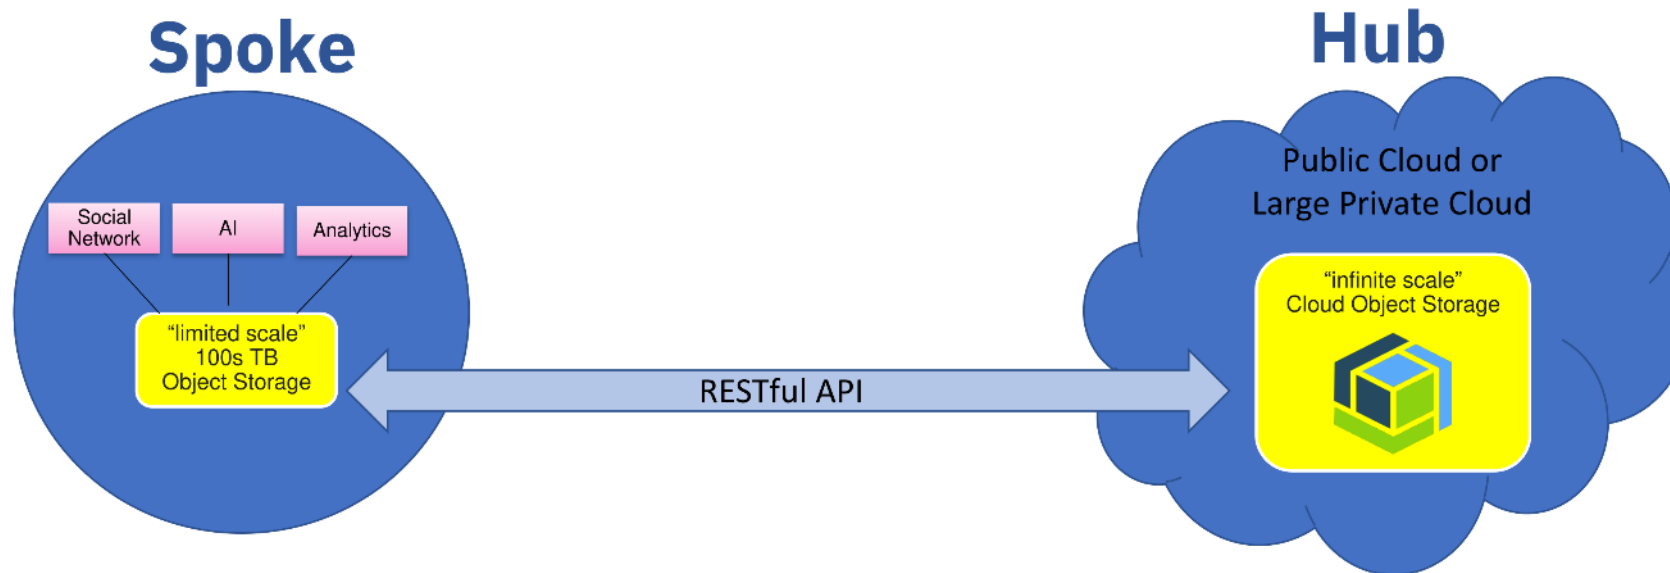 Spoke
Hub
Social
Network
AI
Analytics
“limited scale”
100s TB
Object Storage
RESTful API
Public Cloud or
Large Private Cloud
“infinite scale”
Cloud Object Storage